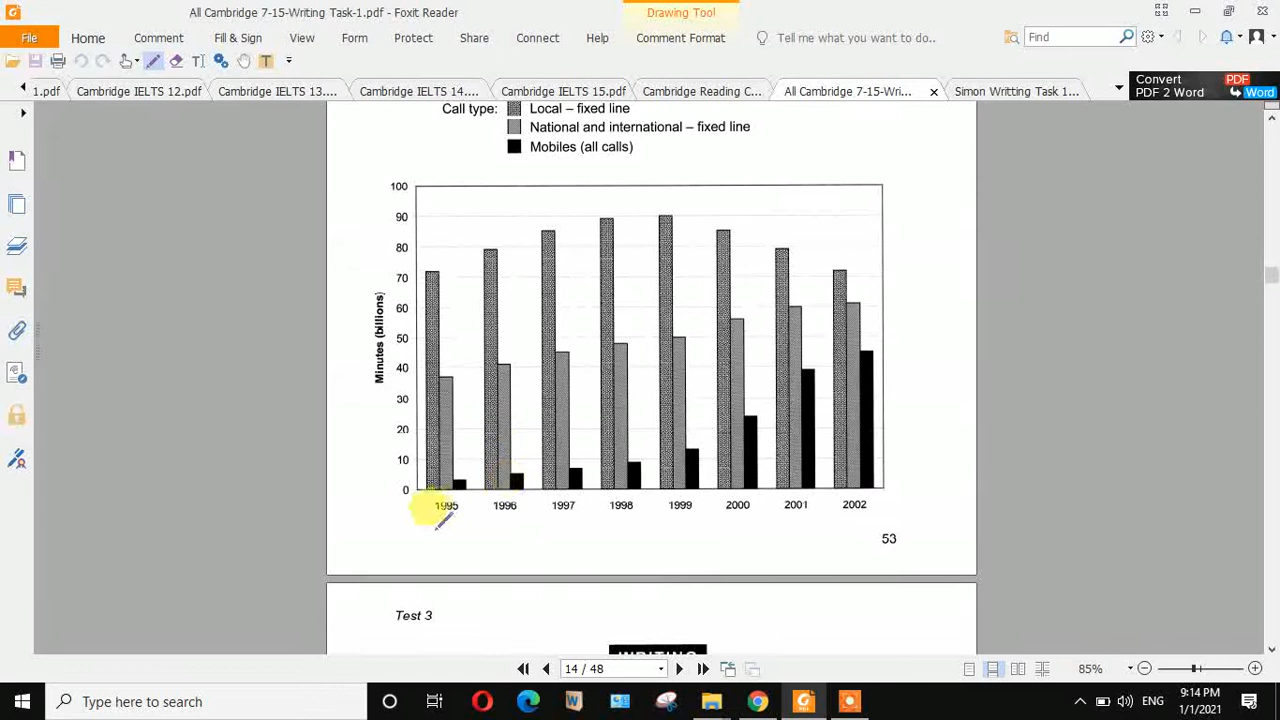 All Cambridge 7-15-Writing Task-1.pdf - Foxit Reader
Drawing Tool
File Home Comment Fill & Sign View Form Protect Share Connect Help Comment Format Tell me what you want to do.. Find
1.pdf Cambridge IELTS 12.pdf Cambridge IELTS 13.... Cambridge IELTS 14.... Cambridge IELTS 15.pdf Cambridge Reading C... All Cambridge 7-15-Wri... Simon Writting Task 1...
Convert PDF
PDF 2 Word Word
Call type: Local – fixed line
National and international – fixed line
Mobiles (all calls)
Minutes (billions)
100
90
80
70
60
50
40
30
20
10
0
1995 1996 1997 1998 1999 2000 2001 2002
53
Test 3
WRITING
14 / 48 85%
Type here to search ENG 9:14 PM
1/1/2021